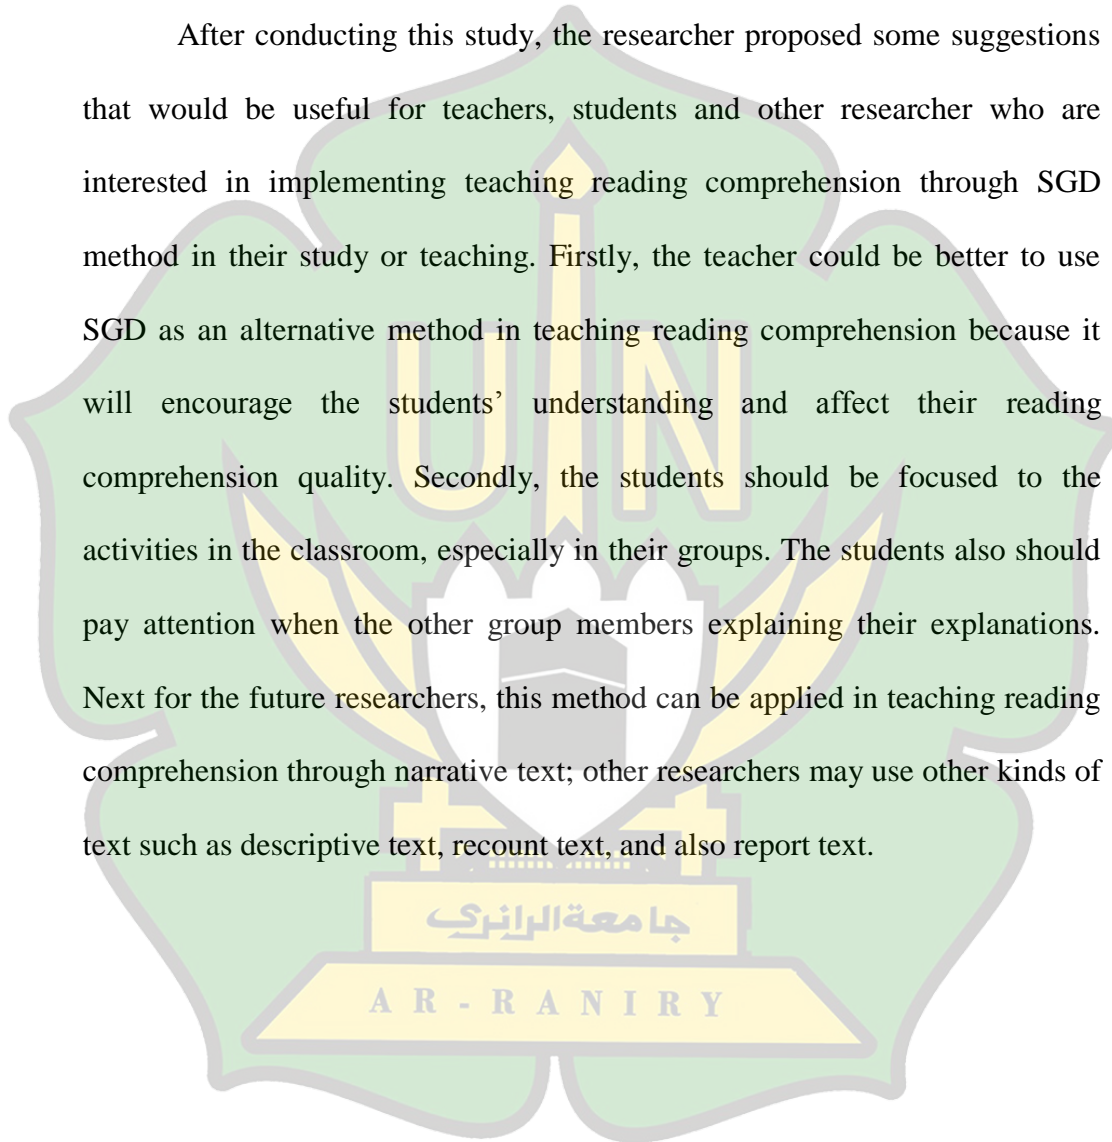 After conducting this study, the researcher proposed some suggestions
that would be useful for teachers, students and other researcher who are
interested in implementing teaching reading comprehension through SGD
method in their study or teaching. Firstly, the teacher could be better to use
SGD as an alternative method in teaching reading comprehension because it
will encourage the students’ understanding and affect their reading
comprehension quality. Secondly, the students should be focused to the
activities in the classroom, especially in their groups. The students also should
pay attention when the other group members explaining their explanations.
Next for the future researchers, this method can be applied in teaching reading
comprehension through narrative text; other researchers may use other kinds of
text such as descriptive text, recount text, and also report text.
UIN
جامعة الرانري
AR-RANIRY